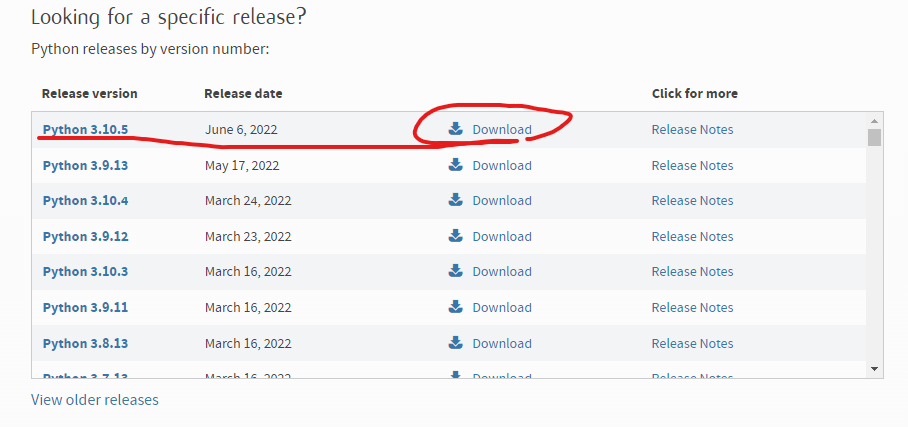 Looking for a specific release?
Python releases by version number:
Release version Release date Click for more
Python 3.10.5 June 6, 2022 Download Release Notes
Python 3.9.13 May 17, 2022 Download Release Notes
Python 3.10.4 March 24, 2022 Download Release Notes
Python 3.9.12 March 23, 2022 Download Release Notes
Python 3.10.3 March 16, 2022 Download Release Notes
Python 3.9.11 March 16, 2022 Download Release Notes
Python 3.8.13 March 16, 2022 Download Release Notes
Python 3.7.13 March 16, 2022 Download Release Notes
View older releases